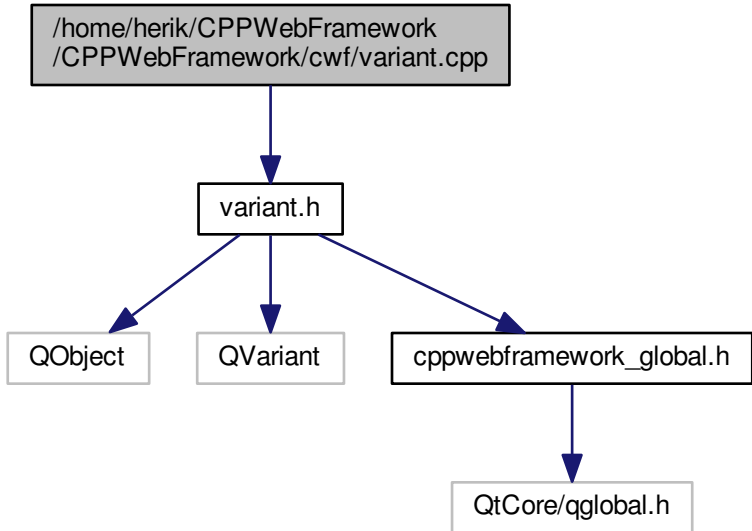 /home/herik/CPPWebFramework
/CPPWebFramework/cwf/variant.cpp
variant.h
QObject
QVariant
cppwebframework_global.h
QtCore/qglobal.h